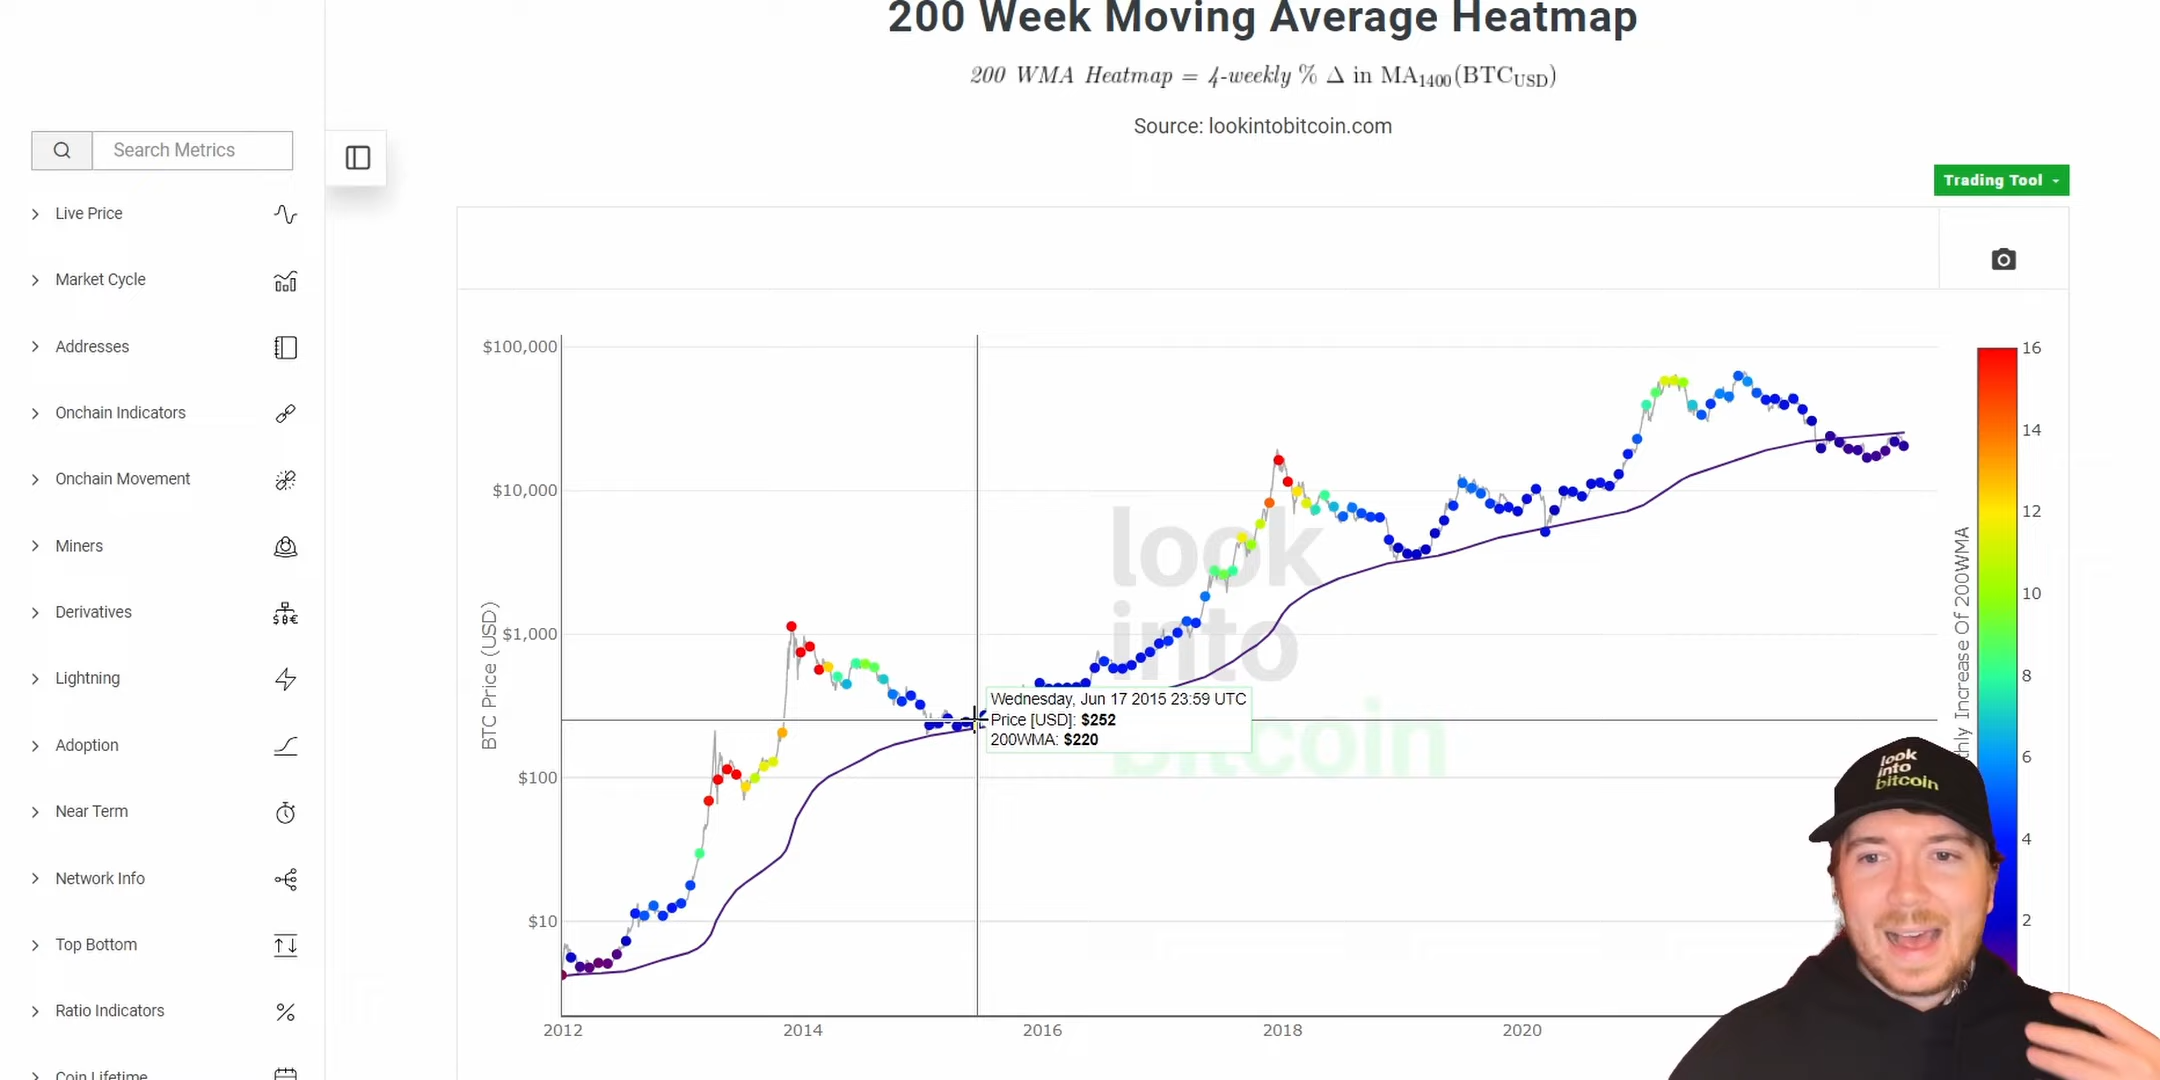 200 Week Moving Average Heatmap
200 WMA Heatmap = 4-weekly % Δ in MA1400(BTCUSD)
Source: lookintobitcoin.com
Search Metrics
Trading Tool
Live Price
Market Cycle
Addresses
Onchain Indicators
Onchain Movement
Miners
Derivatives
Lightning
Adoption
Near Term
Network Info
Top Bottom
Ratio Indicators
Coin Lifetime
BTC Price (USD)
$100,000
$10,000
$1,000
$100
$10
2012
2014
2016
2018
2020
look
into
bitcoin
Wednesday, Jun 17 2015 23:59 UTC
Price [USD]: $252
200WMA: $220
16
14
12
10
8
6
4
2
Increase Of 200WMA
look
into
bitcoin